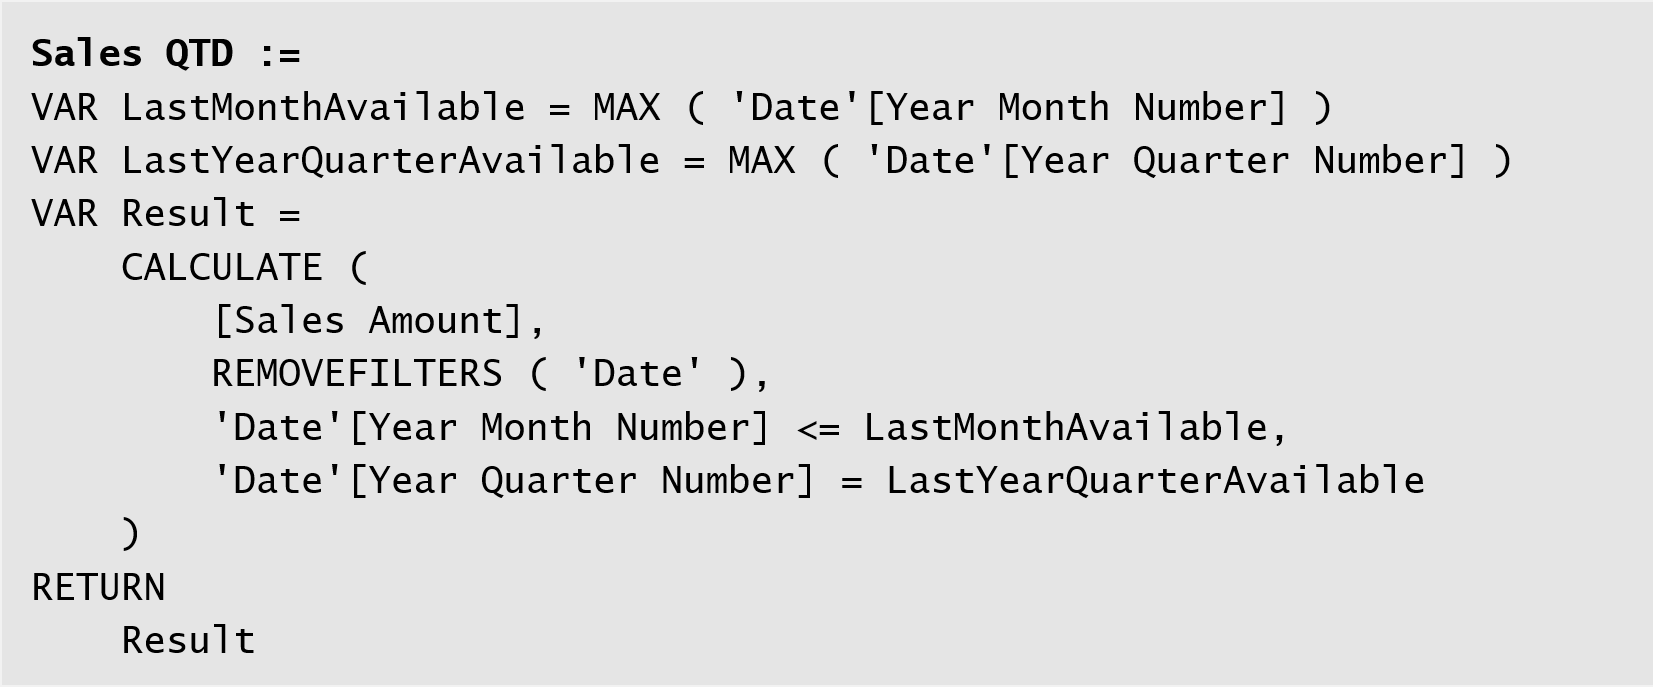 Sales QTD :=
VAR LastMonthAvailable = MAX ( 'Date'[Year Month Number] )
VAR LastYearQuarterAvailable = MAX ( 'Date'[Year Quarter Number] )
VAR Result =
    CALCULATE (
        [Sales Amount],
        REMOVEFILTERS ( 'Date' ),
        'Date'[Year Month Number] <= LastMonthAvailable,
        'Date'[Year Quarter Number] = LastYearQuarterAvailable
    )
RETURN
    Result